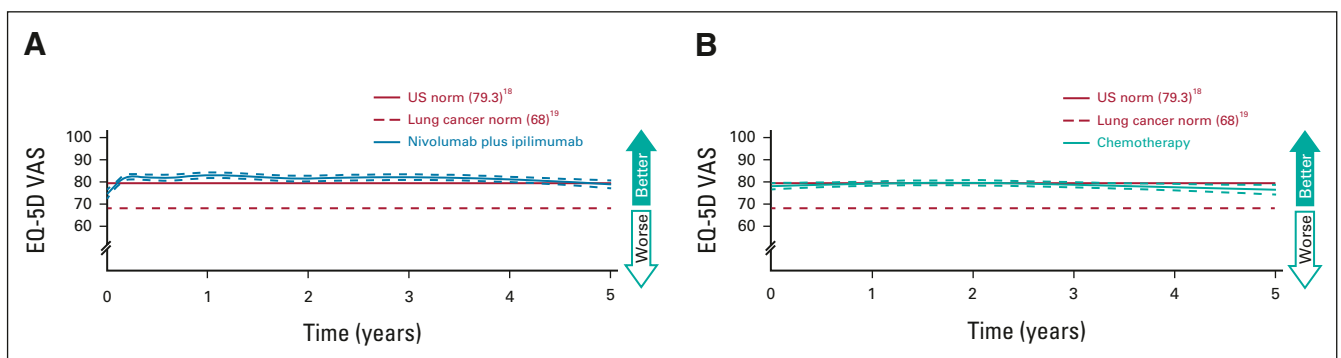 A
US norm (79.3)18
Lung cancer norm (68)19
Nivolumab plus ipilimumab
EQ-5D VAS
100
90
80
70
60
0 1 2 3 4 5
Time (years)
Better
Worse
B
US norm (79.3)18
Lung cancer norm (68)19
Chemotherapy
EQ-5D VAS
100
90
80
70
60
0 1 2 3 4 5
Time (years)
Better
Worse